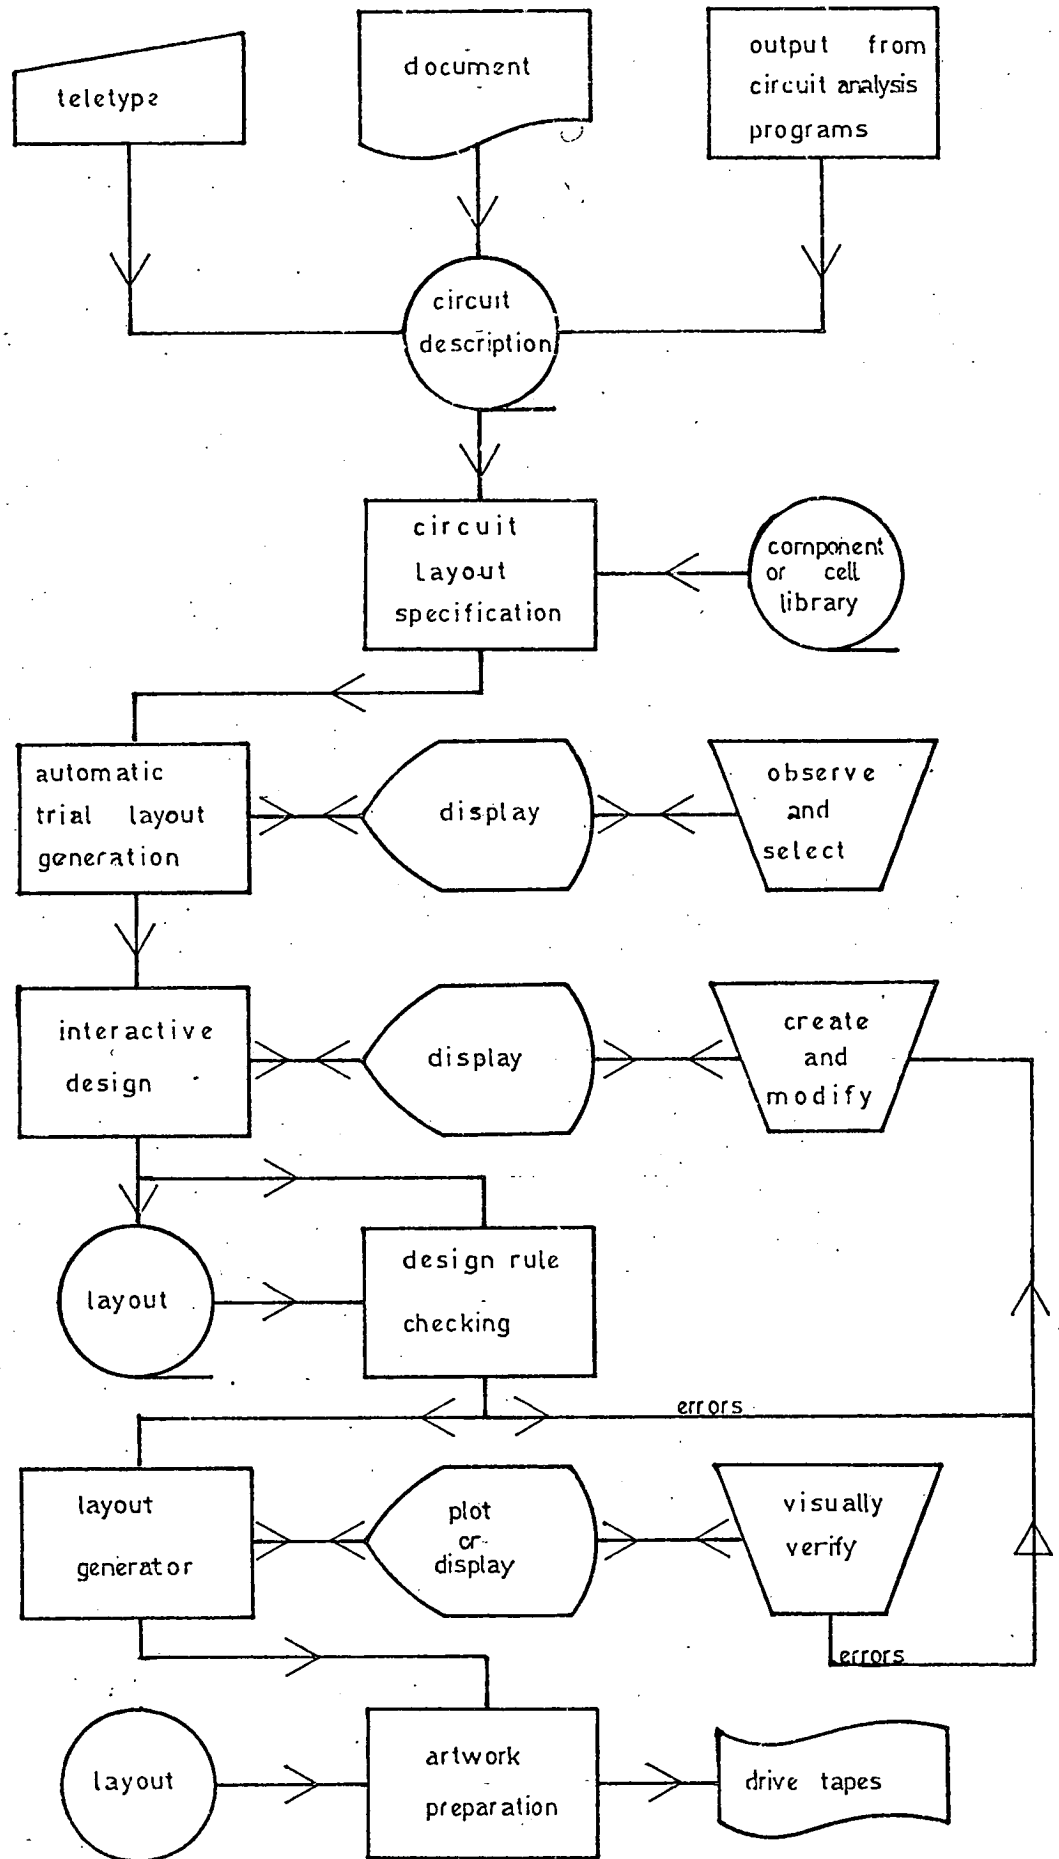 teletype
document
output from
circuit analysis
programs
circuit
description
circuit
Layout
specification
component
or cell
library
automatic
trial layout
generation
display
observe
and
select
interactive
design
display
create
and
modify
layout
design rule
checking
errors
layout
generator
plot
or
display
visually
verify
errors
layout
artwork
preparation
drive tapes